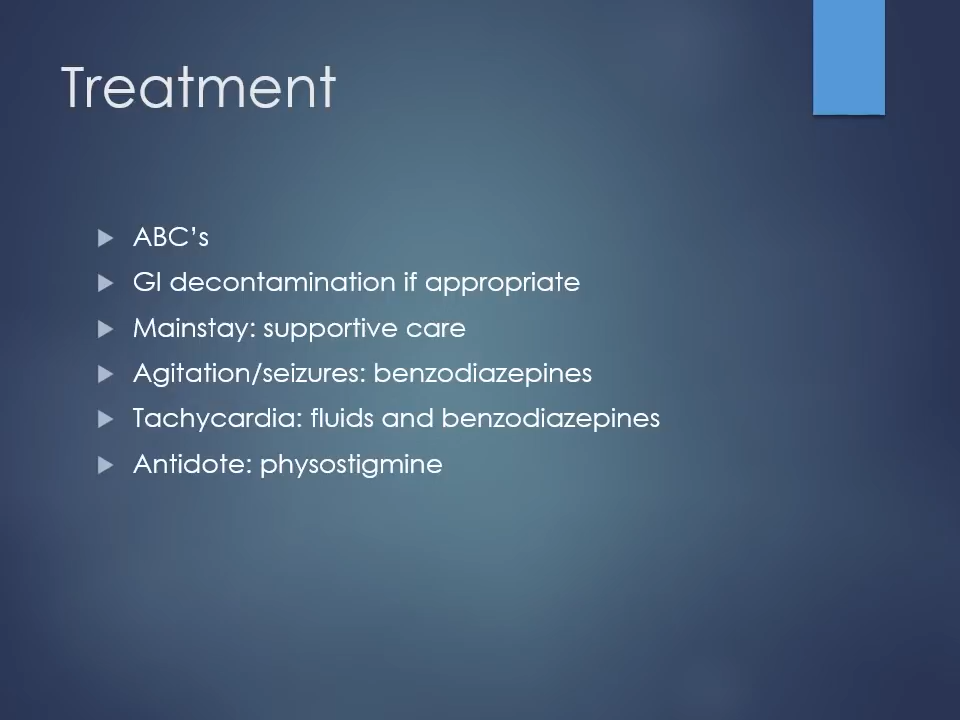 Treatment
ABC's
GI decontamination if appropriate
Mainstay: supportive care
Agitation/seizures: benzodiazepines
Tachycardia: fluids and benzodiazepines
Antidote: physostigmine